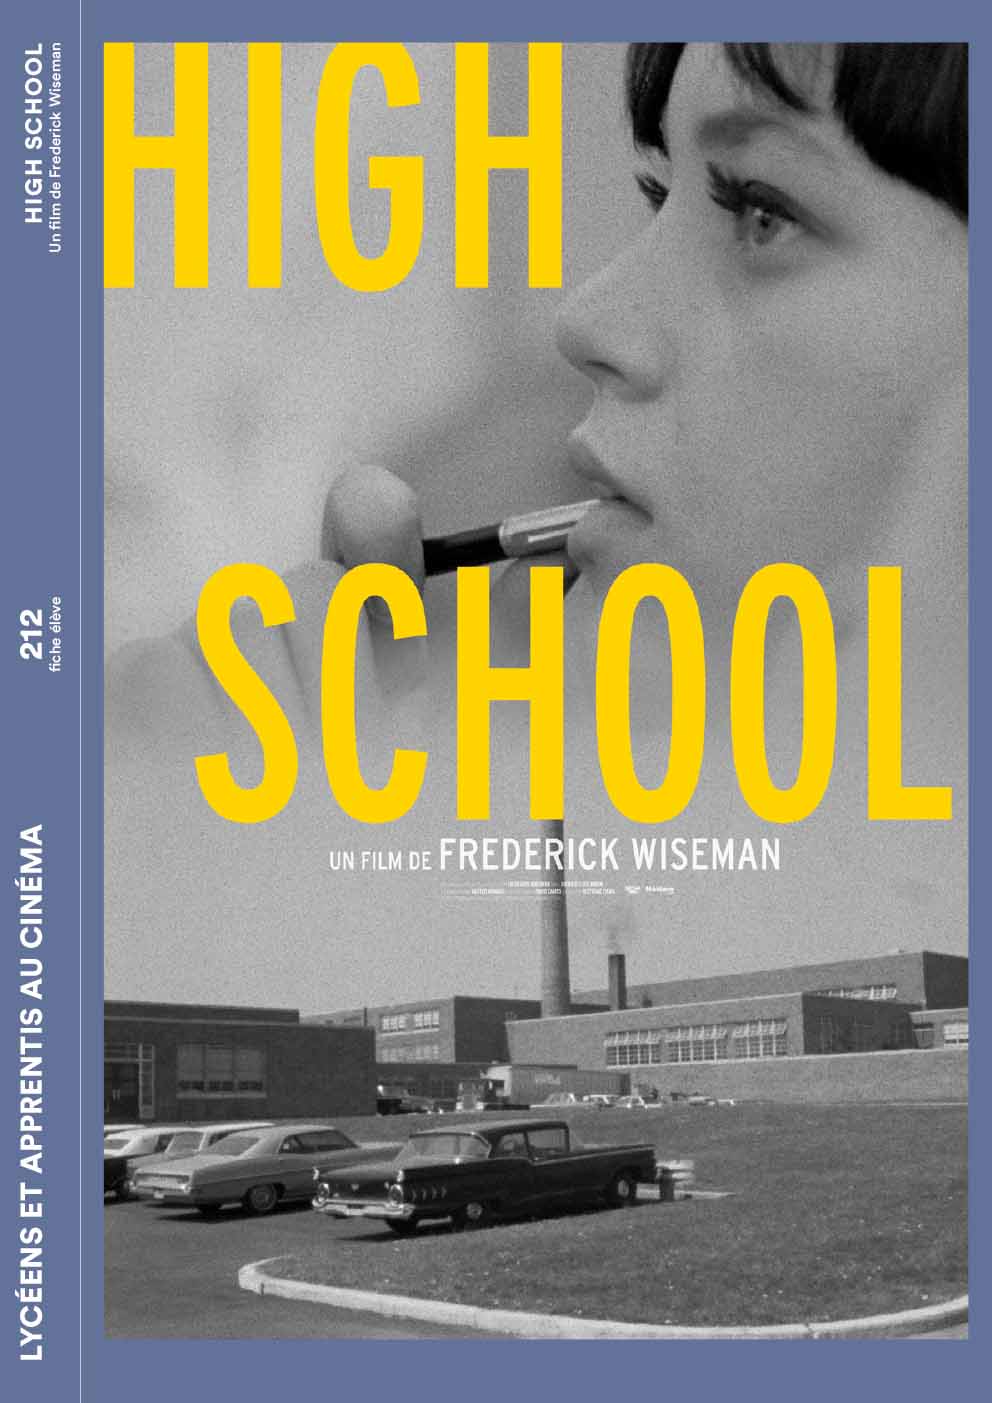 HIGH SCHOOL
Un film de Frederick Wiseman
212
fiche élève
LYCÉENS ET APPRENTIS AU CINÉMA
HIGH
SCHOOL
UN FILM DE FREDERICK WISEMAN